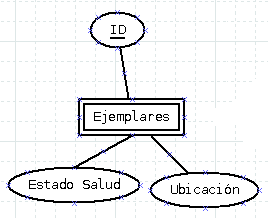 ID
Ejemplares
Estado Salud
Ubicación